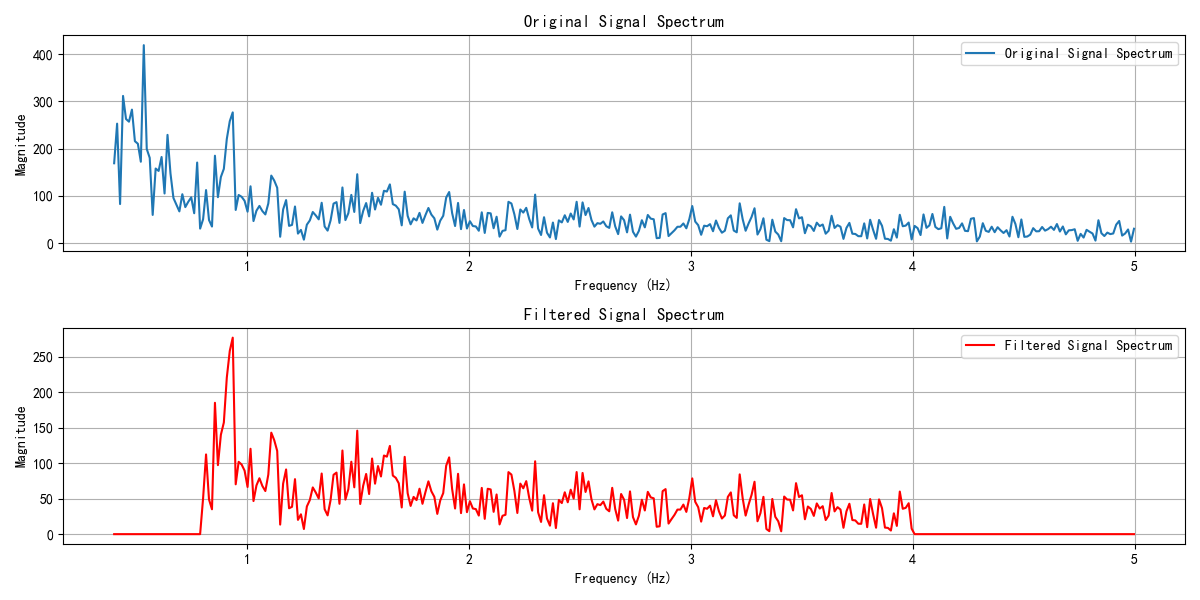 Original Signal Spectrum
Original Signal Spectrum
400
300
200
100
0
Magnitude
1 2 3 4 5
Frequency (Hz)
Filtered Signal Spectrum
Filtered Signal Spectrum
250
200
150
100
50
0
Magnitude
1 2 3 4 5
Frequency (Hz)